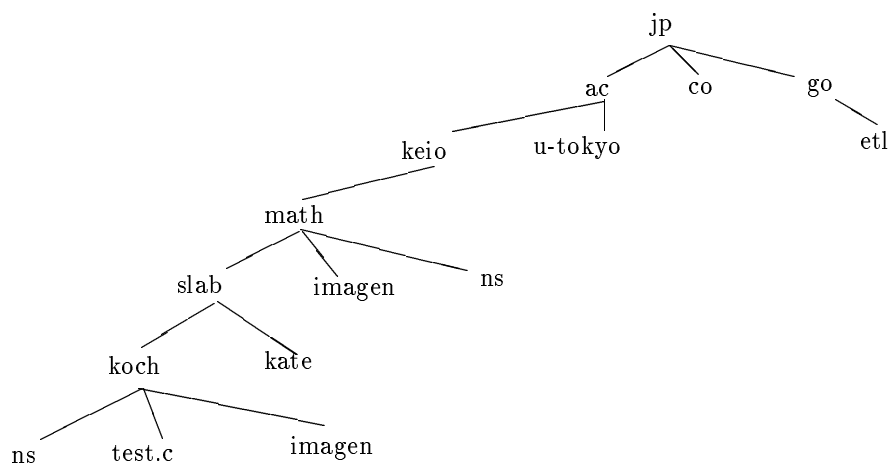 jp
ac co go
keio u-tokyo etl
math
slab imagen ns
koch kate
ns test.c imagen